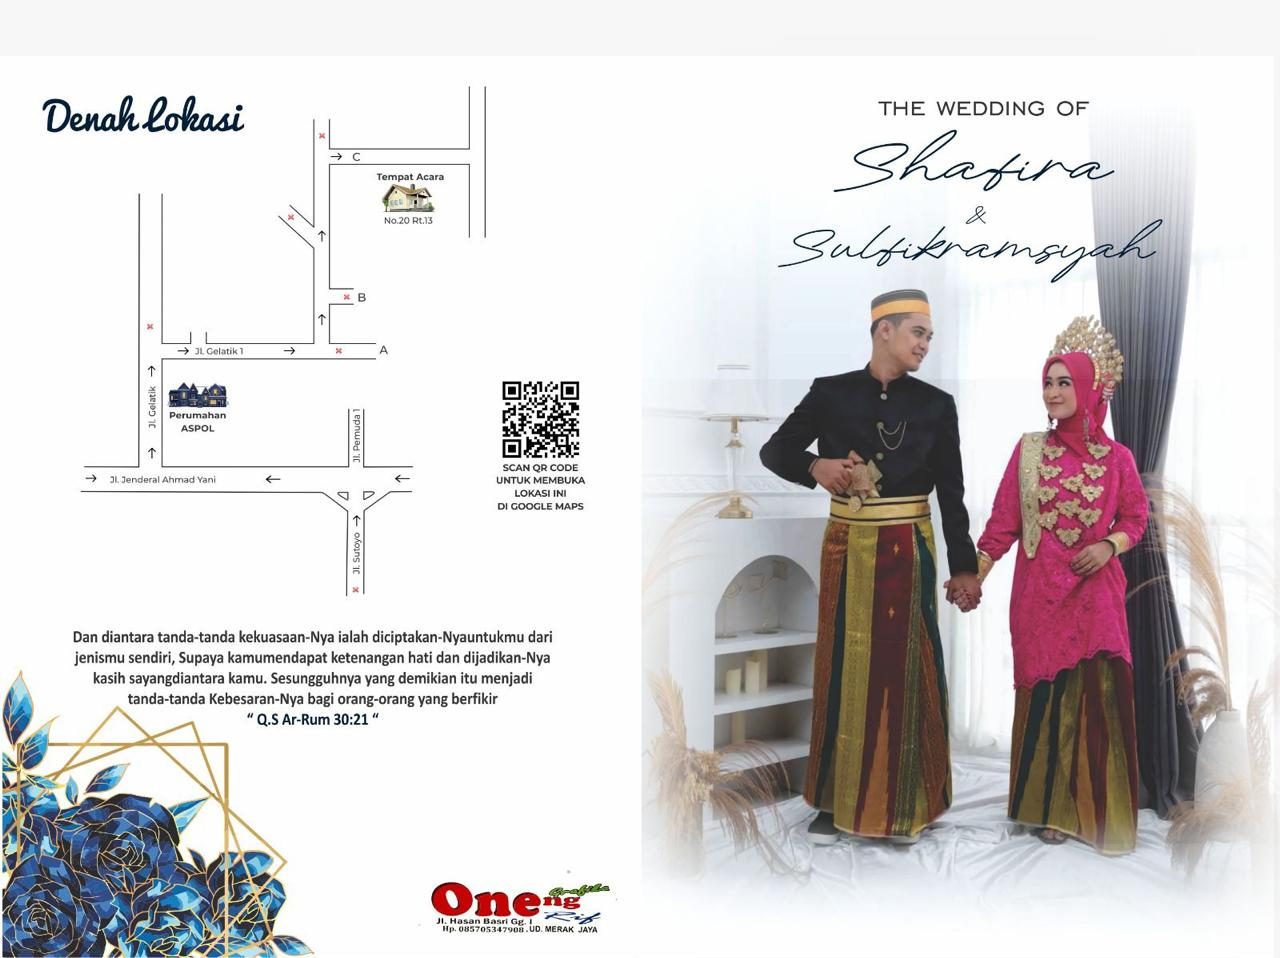 Denah Lokasi
C
Tempat Acara
No.20 Rt.13
B
A
Jl. Gelatik 1
Jl. Gelatik
Perumahan
ASPOL
Jl. Pemuda 1
Jl. Jenderal Ahmad Yani
Jl. Sutoyo
SCAN QR CODE
UNTUK MEMBUKA
LOKASI INI
DI GOOGLE MAPS
Dan diantara tanda-tanda kekuasaan-Nya ialah diciptakan-Nyauntukmu dari
jenismu sendiri, Supaya kamumendapat ketenangan hati dan dijadikan-Nya
kasih sayangdiantara kamu. Sesungguhnya yang demikian itu menjadi
tanda-tanda Kebesaran-Nya bagi orang-orang yang berfikir
“ Q.S Ar-Rum 30:21 “
Oneng Grafika
Rif
Jl. Hasan Basri Gg. I
Hp. 085705347908 .UD. MERAK JAYA
THE WEDDING OF
Shafira
&
Sulfikramsyah